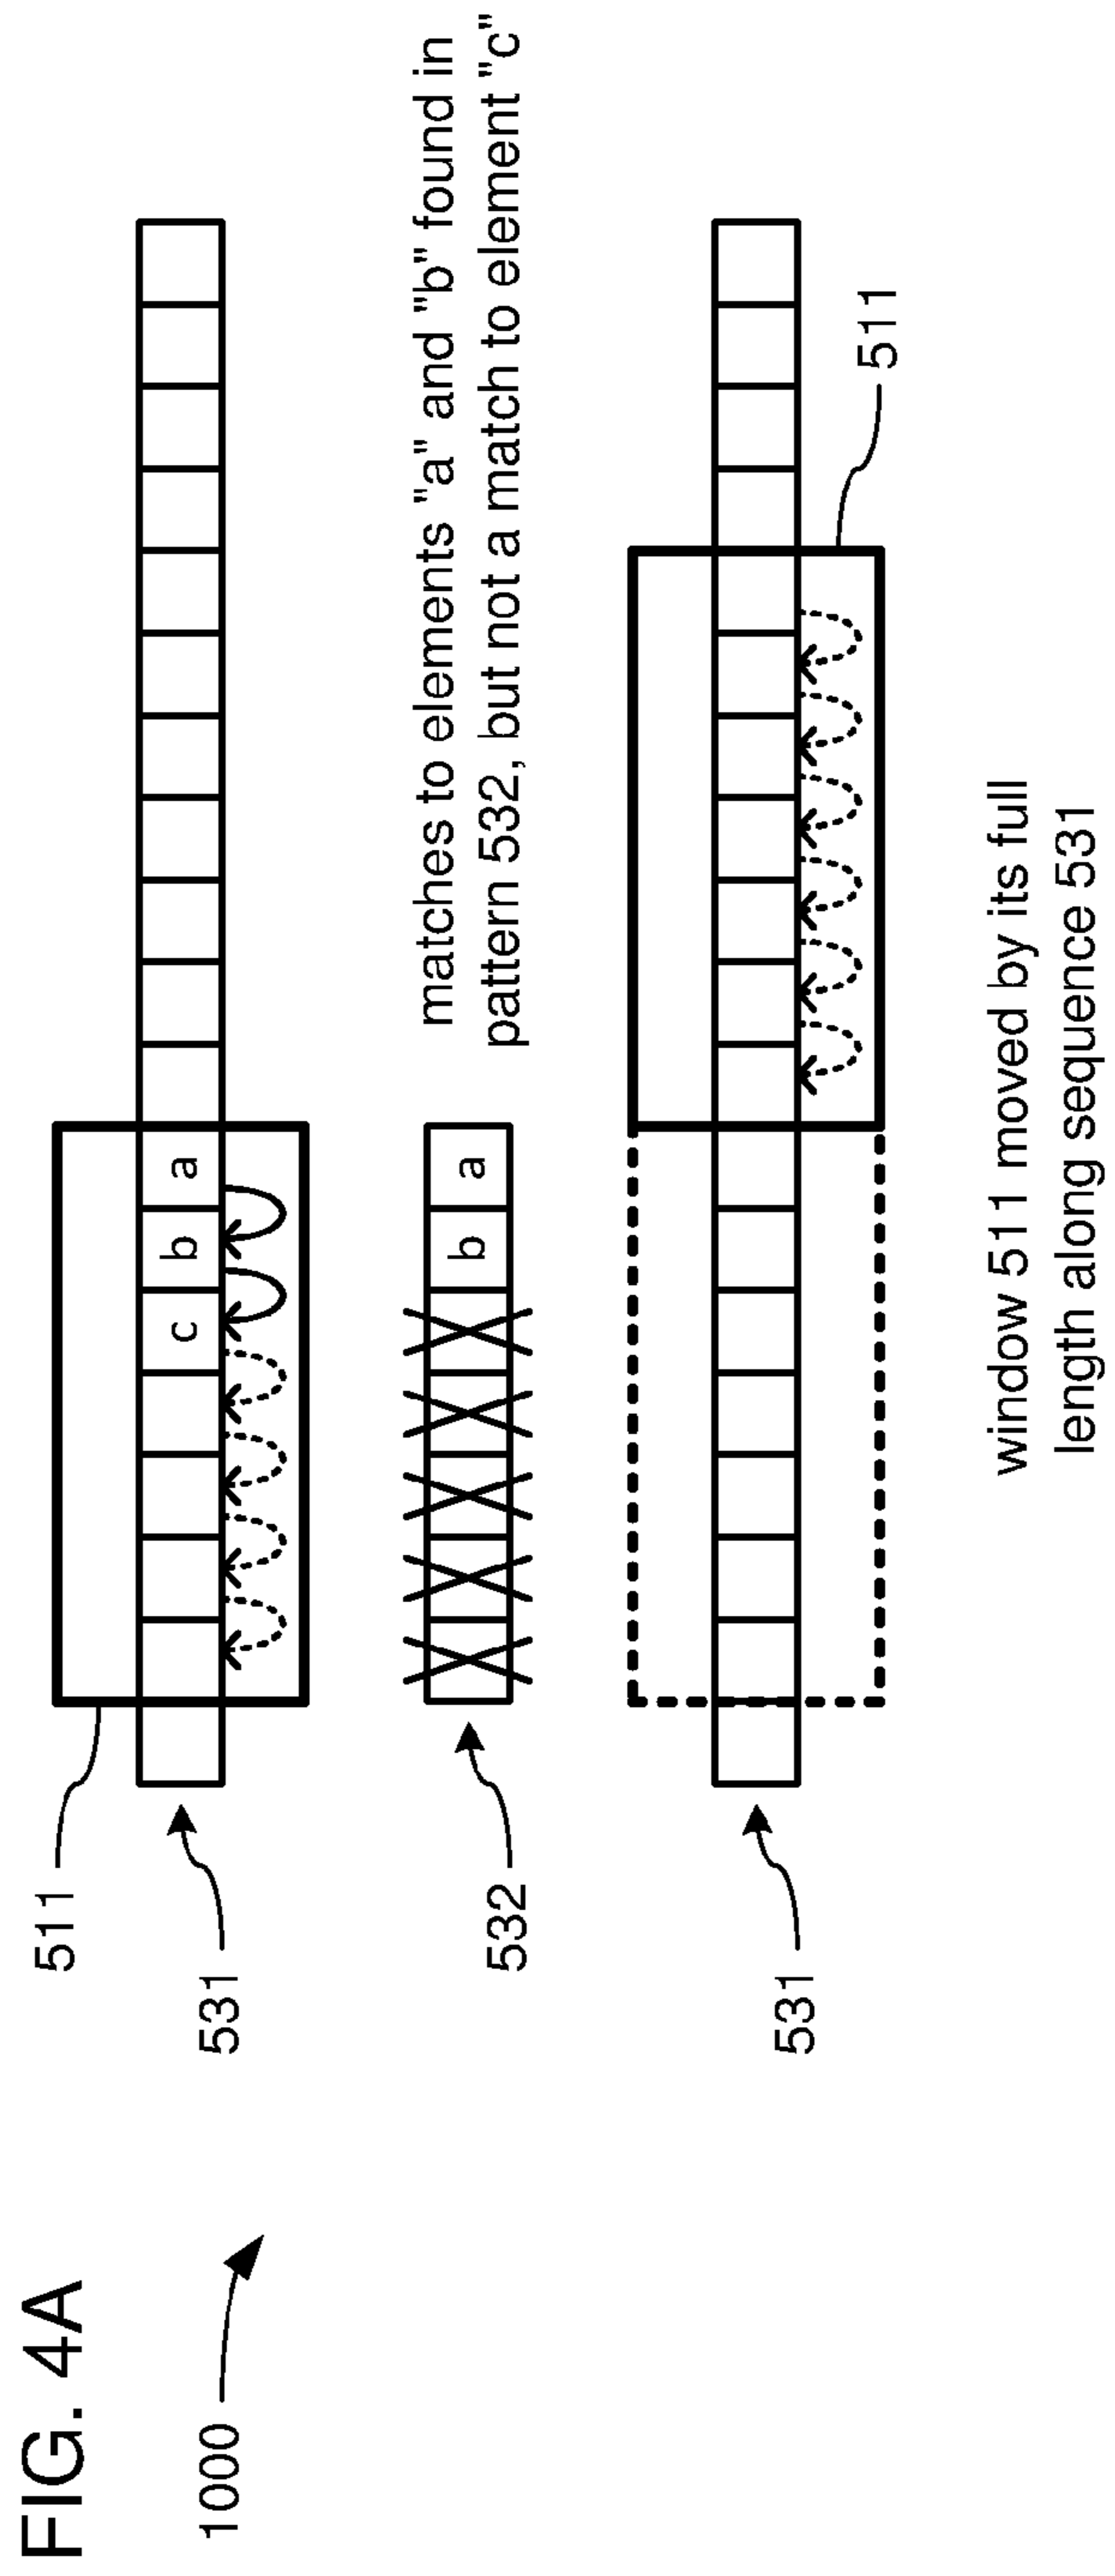 FIG. 4A
1000
511
531
c
b
a
532
b
a
matches to elements "a" and "b" found in
pattern 532, but not a match to element "c"
531
511
window 511 moved by its full
length along sequence 531